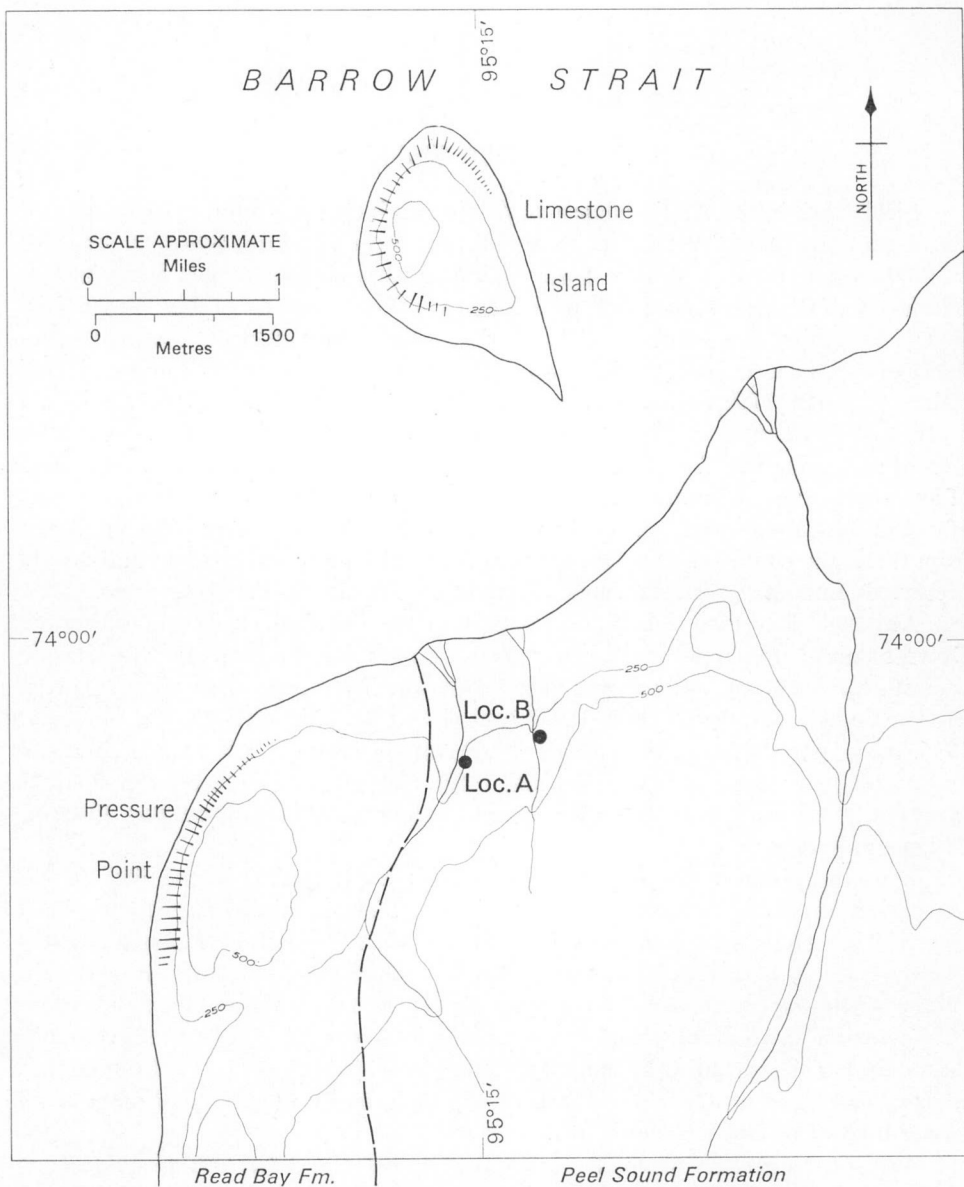 95°15'
BARROW STRAIT
NORTH
Limestone
Island
SCALE APPROXIMATE
Miles
0 1
0 1500
Metres
500
250
74°00' 74°00'
250
500
Loc. B
Loc. A
Pressure
Point
500
250
95°15'
Read Bay Fm. Peel Sound Formation